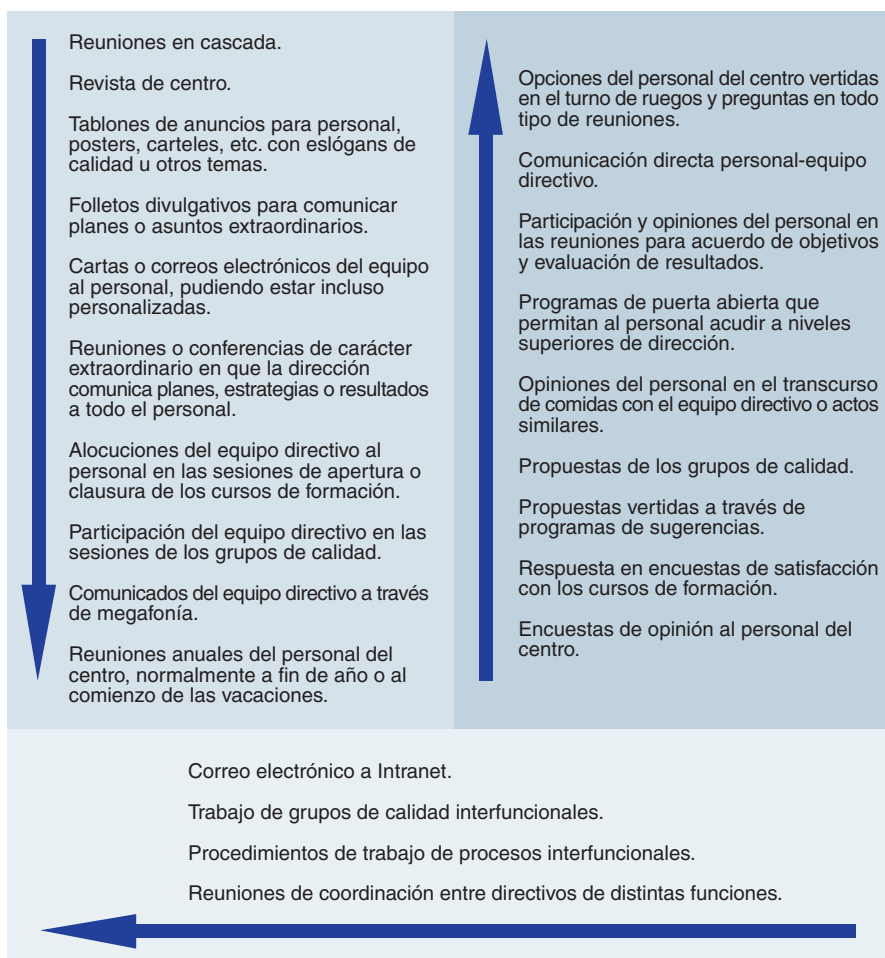 Reuniones en cascada.
Revista de centro.
Tablones de anuncios para personal,
posters, carteles, etc. con eslógans de
calidad u otros temas.
Folletos divulgativos para comunicar
planes o asuntos extraordinarios.
Cartas o correos electrónicos del equipo
al personal, pudiendo estar incluso
personalizadas.
Reuniones o conferencias de carácter
extraordinario en que la dirección
comunica planes, estrategias o resultados
a todo el personal.
Alocuciones del equipo directivo al
personal en las sesiones de apertura o
clausura de los cursos de formación.
Participación del equipo directivo en las
sesiones de los grupos de calidad.
Comunicados del equipo directivo a través
de megafonía.
Reuniones anuales del personal del
centro, normalmente a fin de año o al
comienzo de las vacaciones.
Opciones del personal del centro vertidas
en el turno de ruegos y preguntas en todo
tipo de reuniones.
Comunicación directa personal-equipo
directivo.
Participación y opiniones del personal en
las reuniones para acuerdo de objetivos
y evaluación de resultados.
Programas de puerta abierta que
permitan al personal acudir a niveles
superiores de dirección.
Opiniones del personal en el transcurso
de comidas con el equipo directivo o actos
similares.
Propuestas de los grupos de calidad.
Propuestas vertidas a través de
programas de sugerencias.
Respuesta en encuestas de satisfacción
con los cursos de formación.
Encuestas de opinión al personal del
centro.
Correo electrónico a Intranet.
Trabajo de grupos de calidad interfuncionales.
Procedimientos de trabajo de procesos interfuncionales.
Reuniones de coordinación entre directivos de distintas funciones.